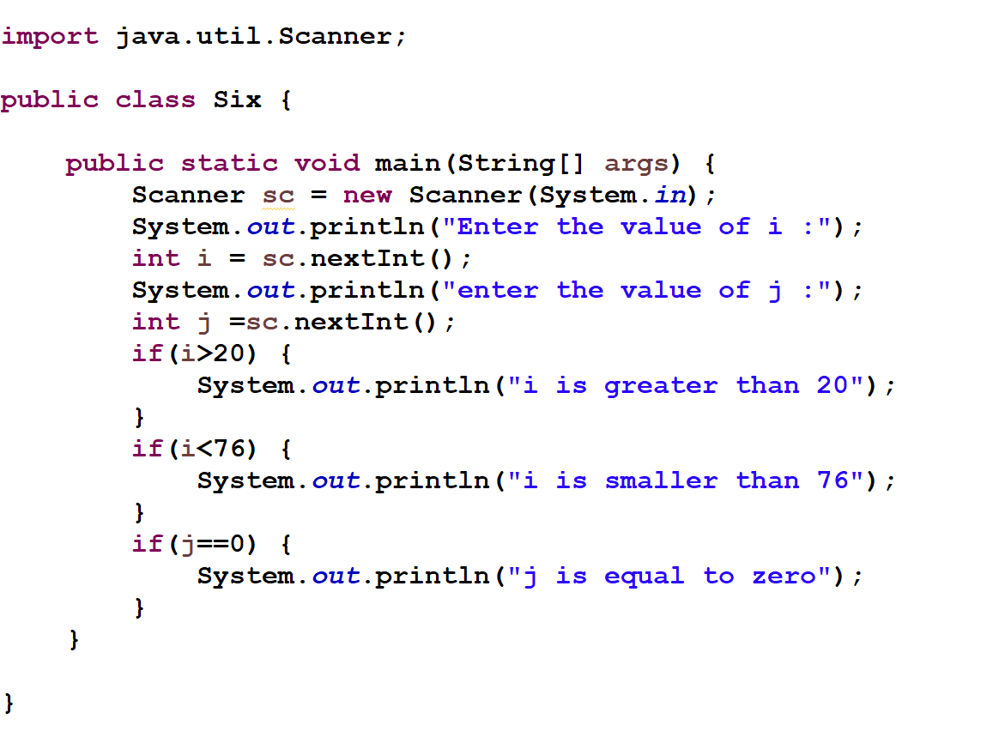 import java.util.Scanner;
public class Six {
public static void main(String[] args) {
Scanner sc = new Scanner(System.in);
System.out.println("Enter the value of i :");
int i = sc.nextInt();
System.out.println("enter the value of j :");
int j =sc.nextInt();
if(i>20) {
System.out.println("i is greater than 20");
}
if(i<76) {
System.out.println("i is smaller than 76");
}
if(j==0) {
System.out.println("j is equal to zero");
}
}
}